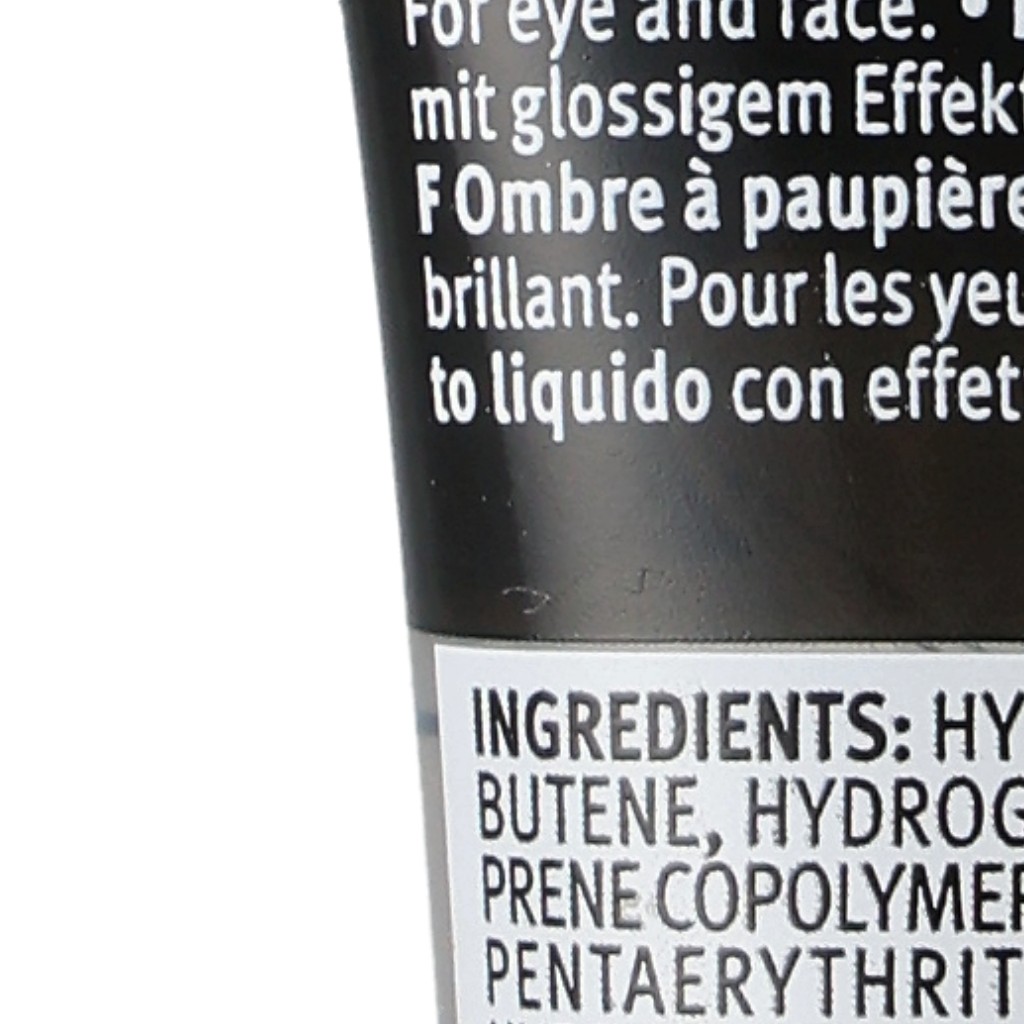 For eye and face. •
mit glossigem Effekt
F Ombre à paupière
brillant. Pour les yeu
to liquido con effet
INGREDIENTS: HY
BUTENE, HYDROG
PRENE COPOLYMER
PENTAERYTHRIT